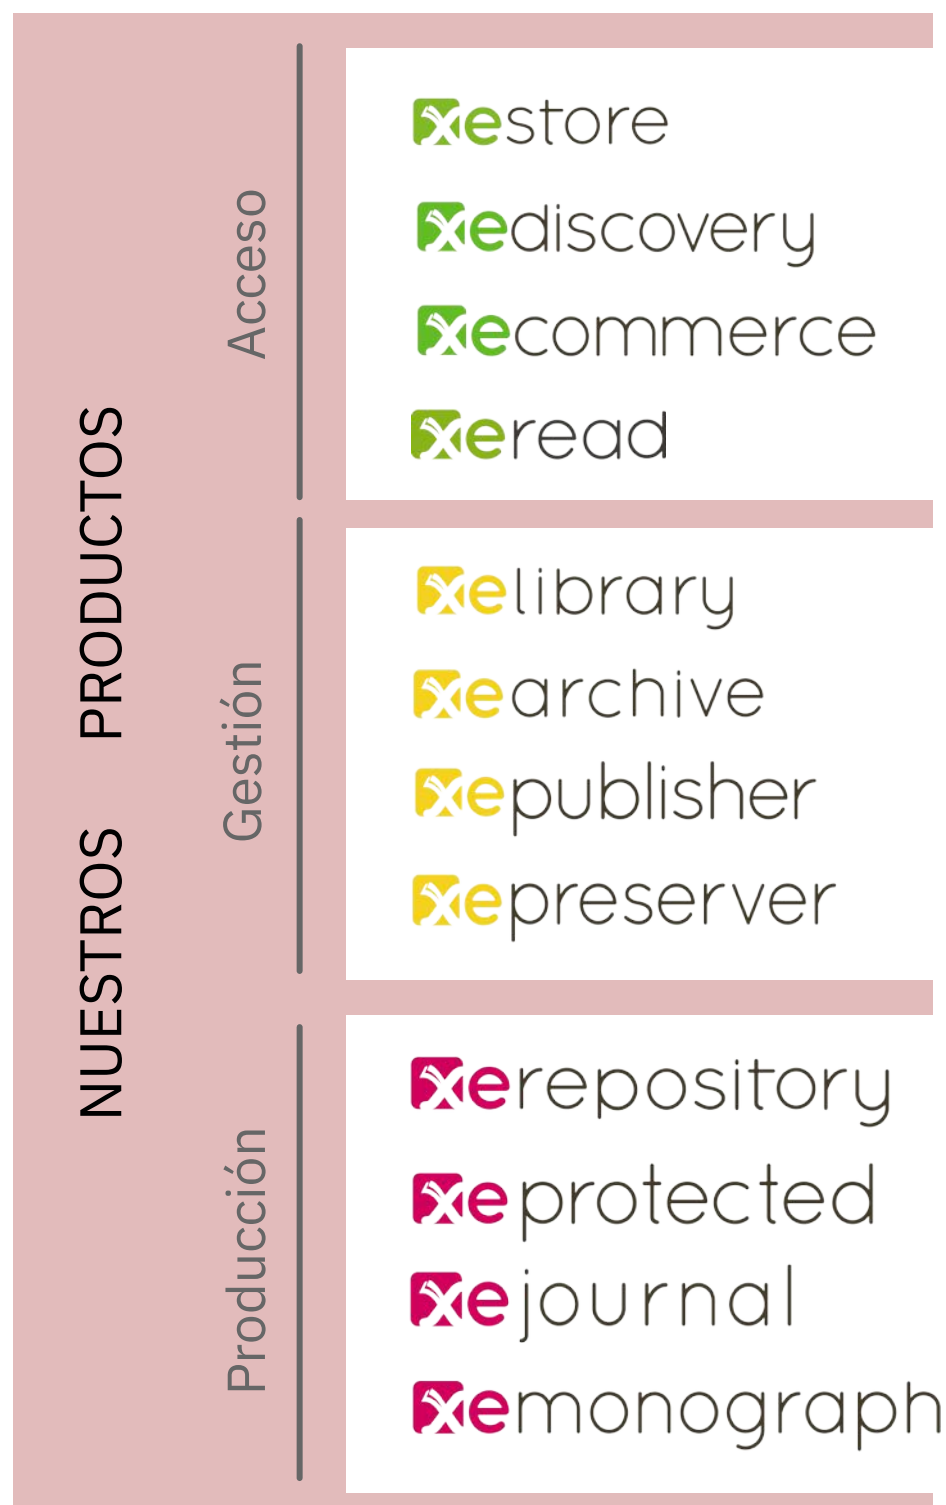 NUESTROS PRODUCTOS
Acceso
xestore
xediscovery
xecommerce
xeread
Gestión
xelibrary
xearchive
xepublisher
xepreserver
Producción
xerepository
xeprotected
xejournal
xemonograph